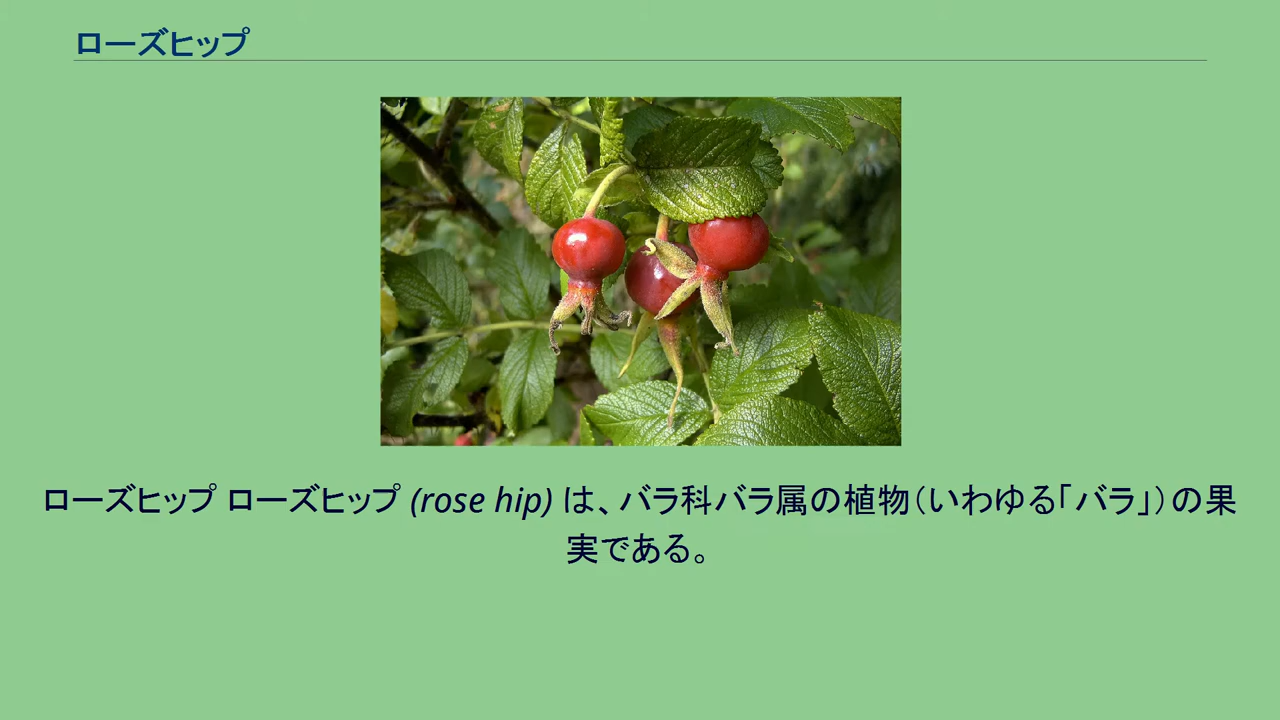 ローズヒップ
ローズヒップ ローズヒップ (rose hip) は、バラ科バラ属の植物（いわゆる「バラ」）の果
実である。